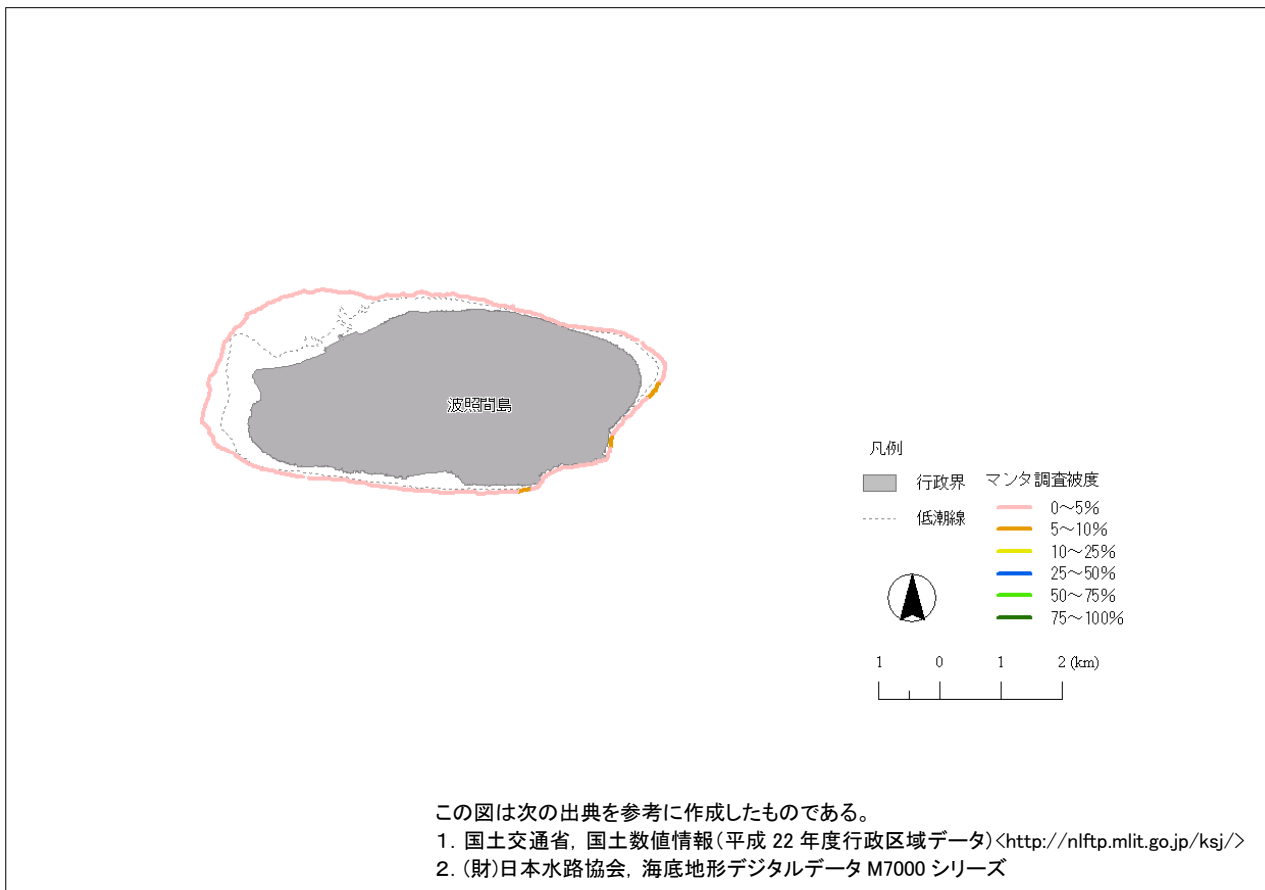 波照間島
凡例
行政界
低潮線
マンタ調査被度
0～5%
5～10%
10～25%
25～50%
50～75%
75～100%
1 0 1 2 (km)
この図は次の出典を参考に作成したものである。
1. 国土交通省, 国土数値情報(平成 22 年度行政区域データ)<http://nlftp.mlit.go.jp/ksj/>
2. (財)日本水路協会, 海底地形デジタルデータ M7000 シリーズ